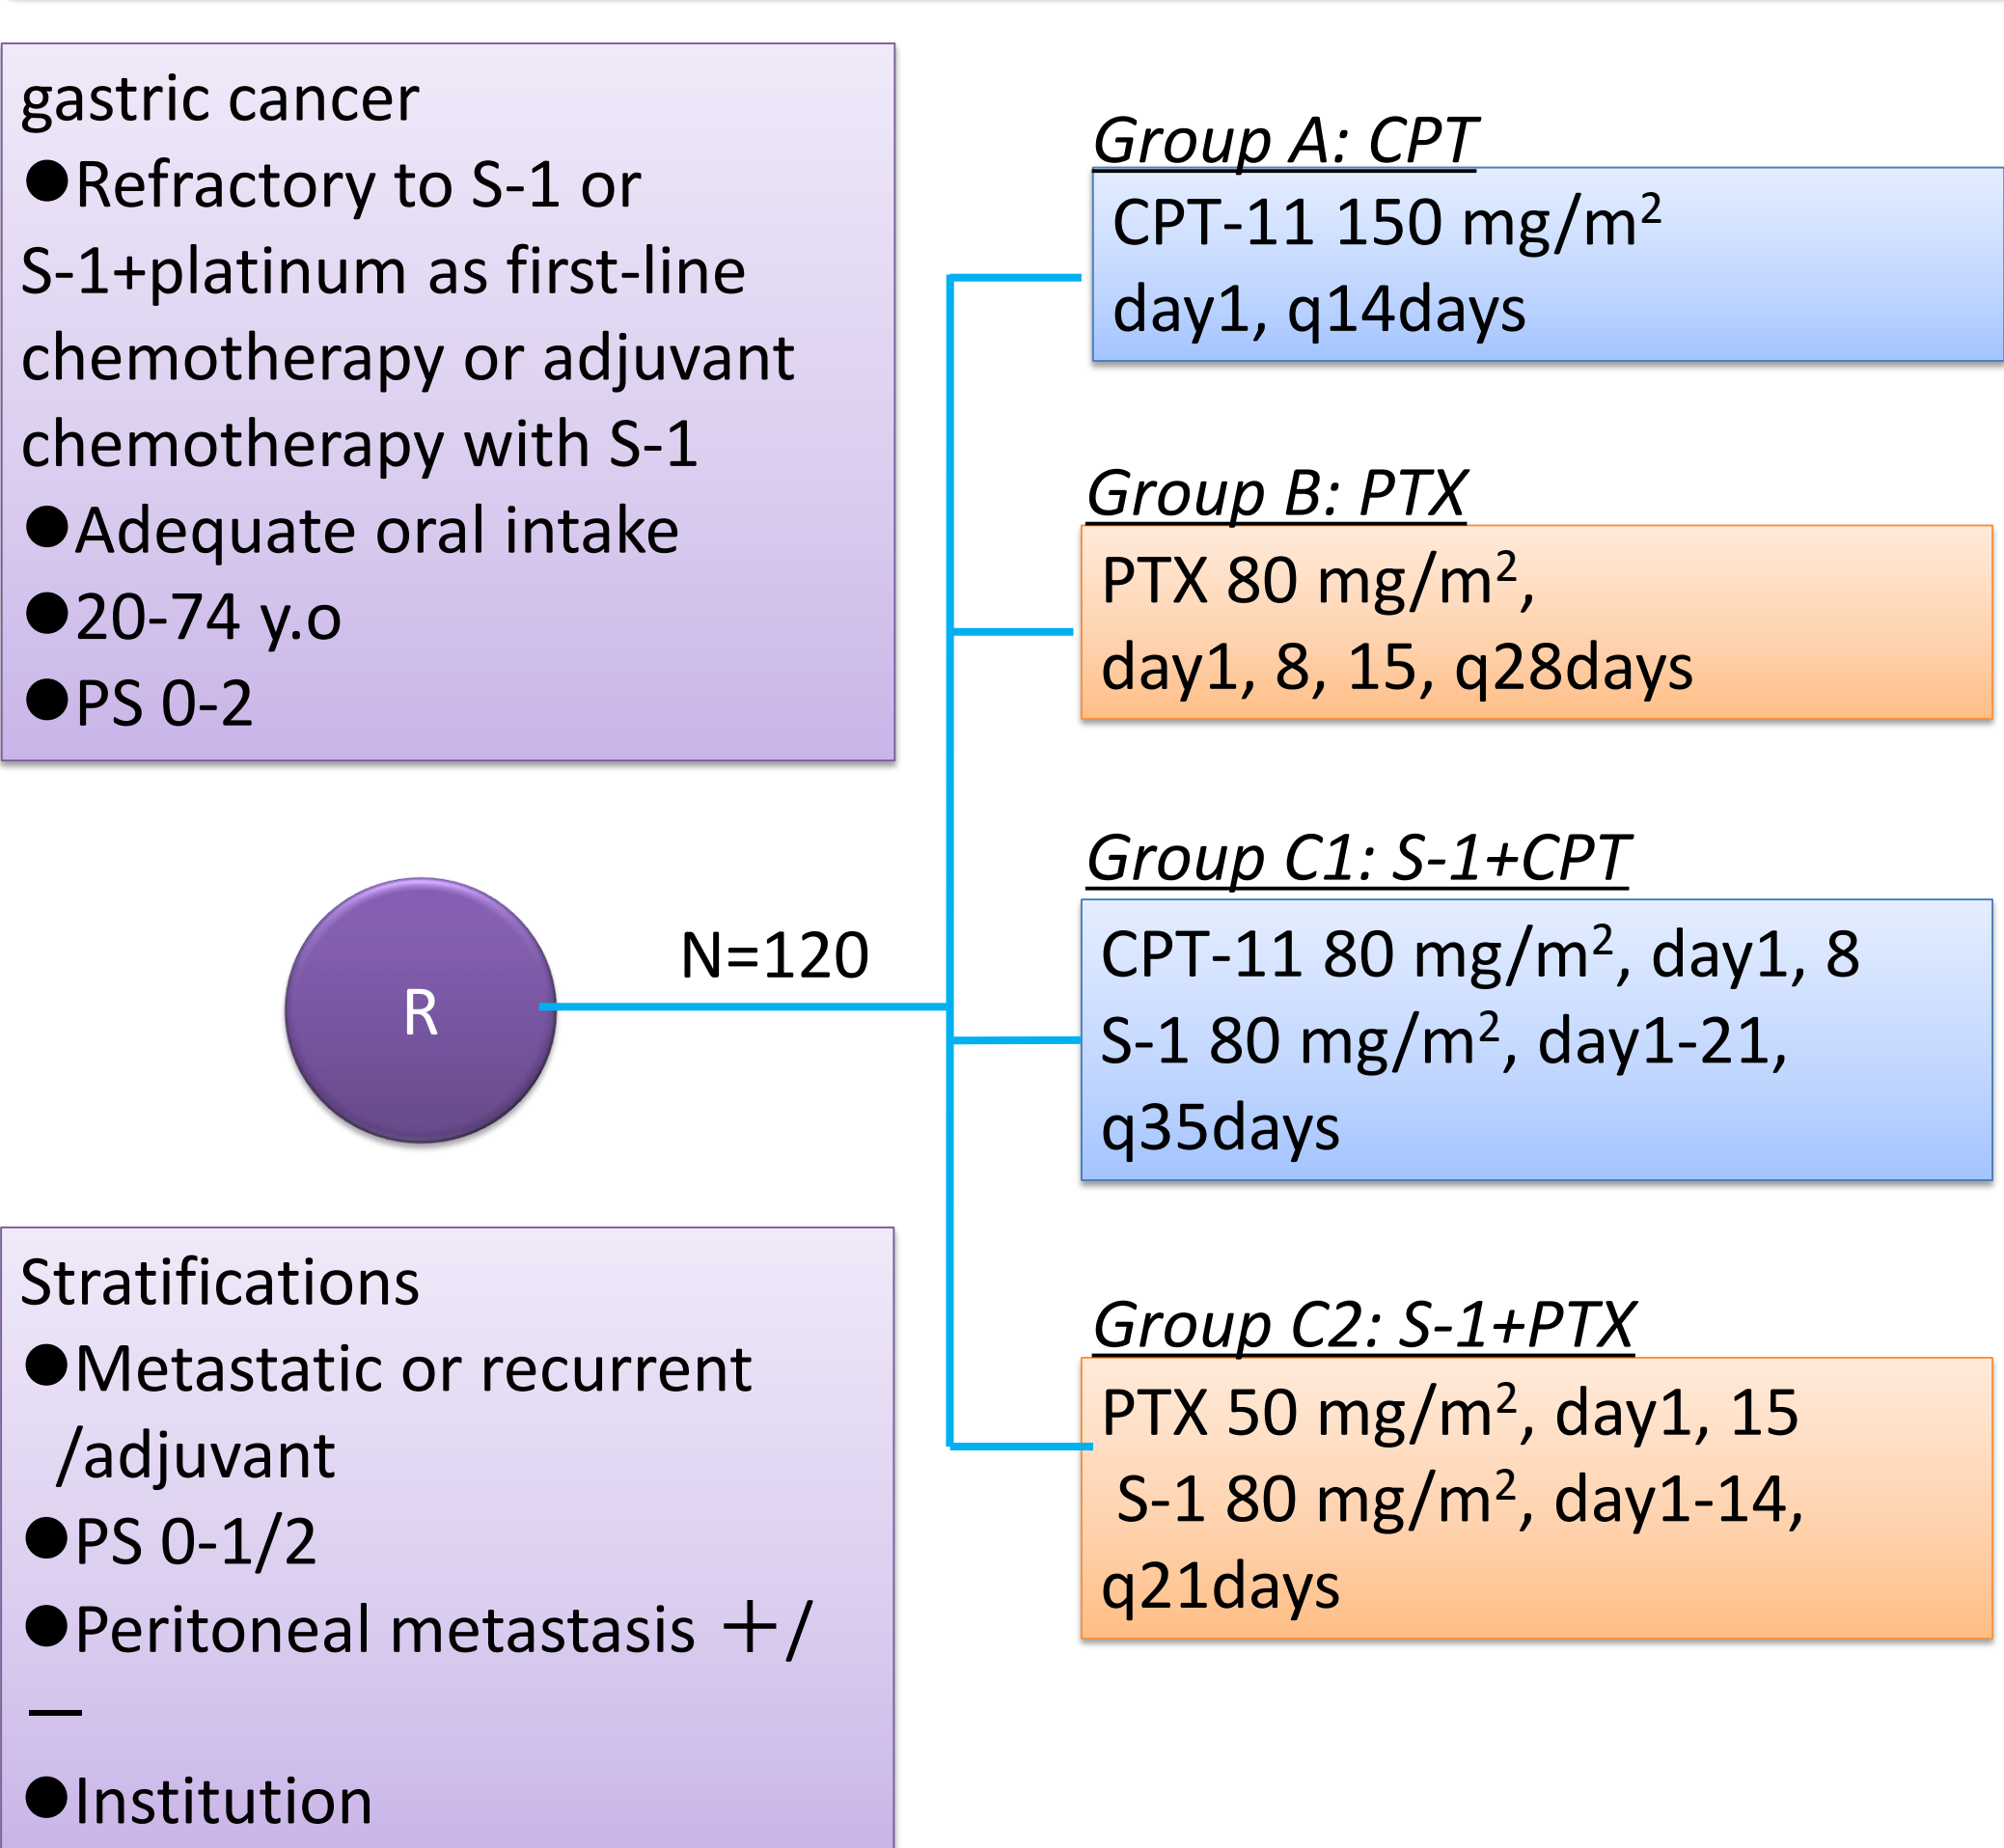 gastric cancer
●Refractory to S-1 or
S-1+platinum as first-line
chemotherapy or adjuvant
chemotherapy with S-1
●Adequate oral intake
●20-74 y.o
●PS 0-2
R
N=120
Stratifications
●Metastatic or recurrent
/adjuvant
●PS 0-1/2
●Peritoneal metastasis ＋/
－
●Institution
Group A: CPT
CPT-11 150 mg/m²
day1, q14days
Group B: PTX
PTX 80 mg/m²,
day1, 8, 15, q28days
Group C1: S-1+CPT
CPT-11 80 mg/m², day1, 8
S-1 80 mg/m², day1-21,
q35days
Group C2: S-1+PTX
PTX 50 mg/m², day1, 15
S-1 80 mg/m², day1-14,
q21days